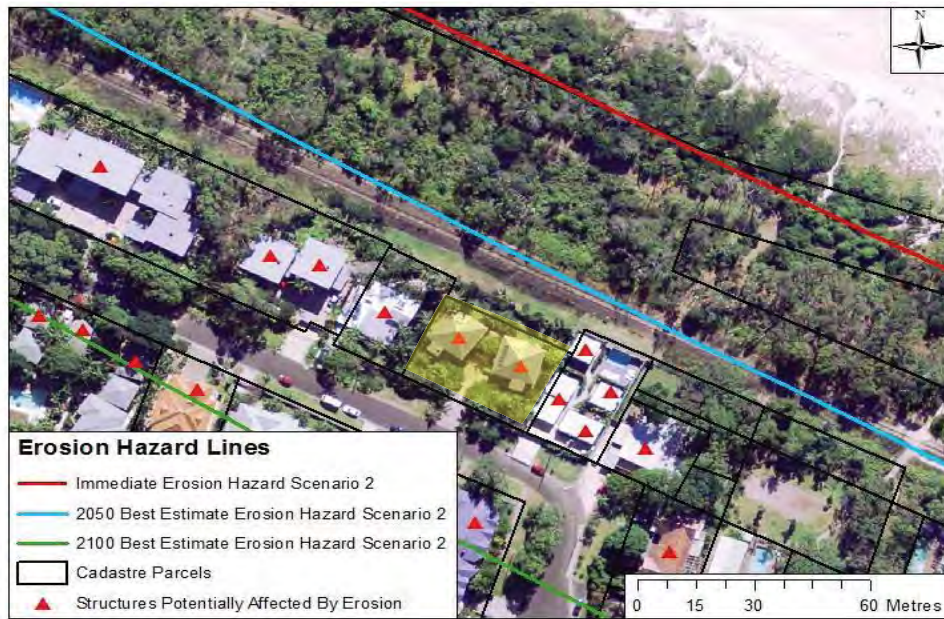 N
Erosion Hazard Lines
Immediate Erosion Hazard Scenario 2
2050 Best Estimate Erosion Hazard Scenario 2
2100 Best Estimate Erosion Hazard Scenario 2
Cadastre Parcels
Structures Potentially Affected By Erosion
0 15 30 60 Metres